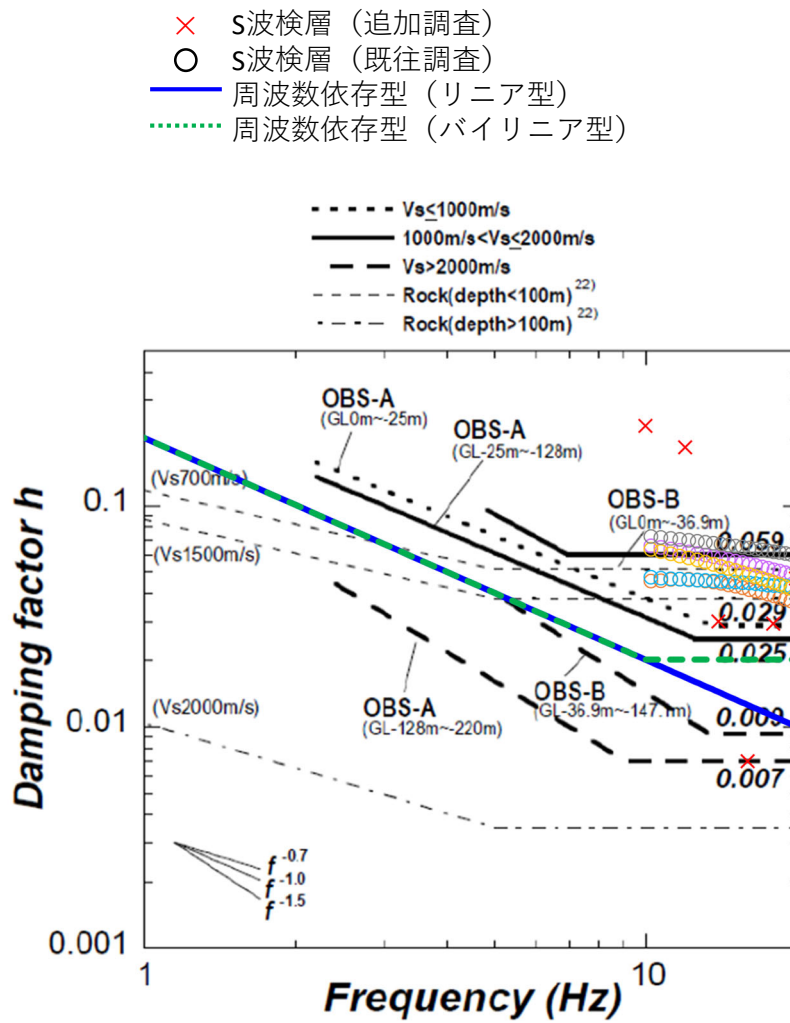 S波検層（追加調査）
S波検層（既往調査）
周波数依存型（リニア型）
周波数依存型（バイリニア型）
Vs≤1000m/s
1000m/s<Vs≤2000m/s
Vs>2000m/s
Rock(depth<100m) 22)
Rock(depth>100m) 22)
OBS-A
(GL0m~-25m)
OBS-A
(GL-25m~-128m)
(Vs700m/s)
OBS-B
(GL0m~-36.9m)
0.1
0.059
(Vs1500m/s)
0.029
0.025
OBS-A
(GL-128m~-220m)
OBS-B
(GL-36.9m~-147.1m)
(Vs2000m/s)
0.01
0.009
0.007
f -0.7
f -1.0
f -1.5
0.001
1
10
Damping factor h
Frequency (Hz)